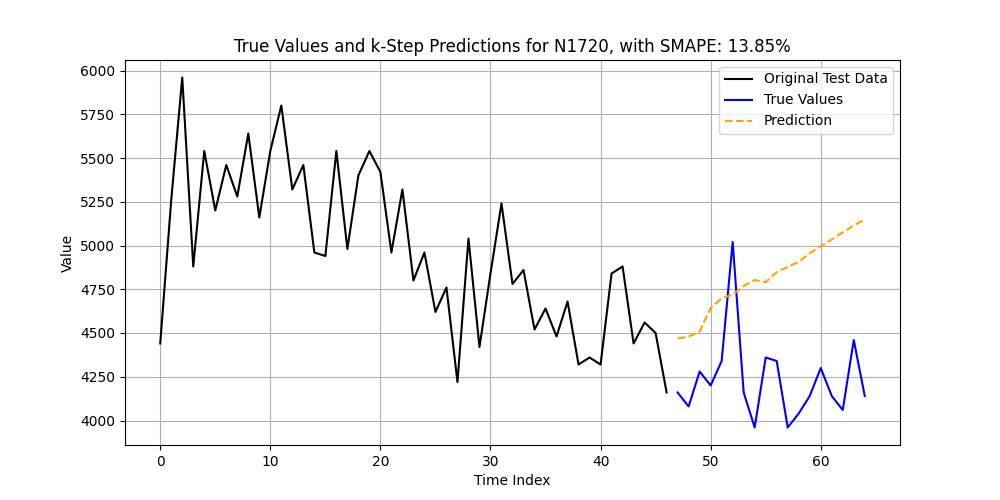 True Values and k-Step Predictions for N1720, with SMAPE: 13.85%
Original Test Data
True Values
Prediction
6000
5750
5500
5250
5000
4750
4500
4250
4000
Value
0 10 20 30 40 50 60
Time Index